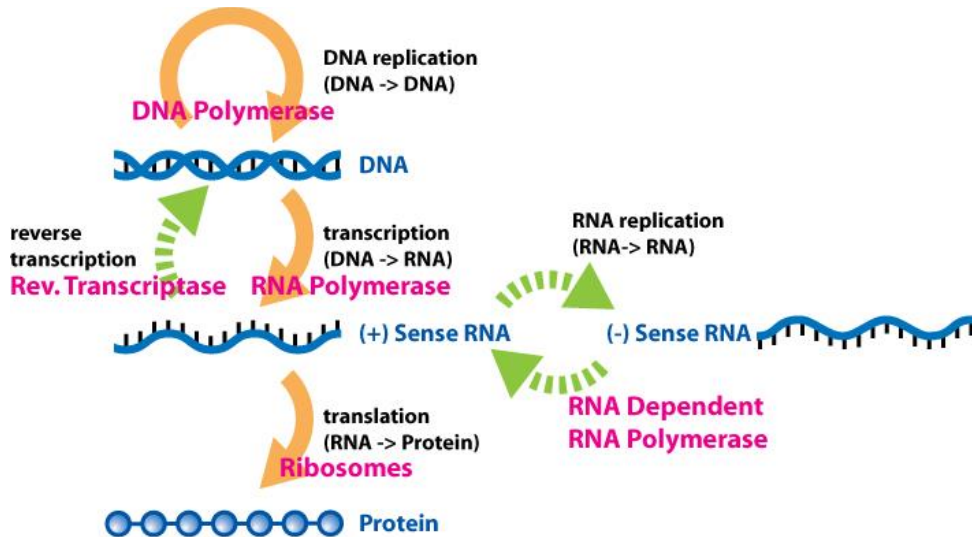 DNA replication
(DNA -> DNA)
DNA Polymerase
DNA
reverse
transcription
Rev. Transcriptase
transcription
(DNA -> RNA)
RNA Polymerase
RNA replication
(RNA-> RNA)
(+) Sense RNA
(-) Sense RNA
RNA Dependent
RNA Polymerase
translation
(RNA -> Protein)
Ribosomes
Protein